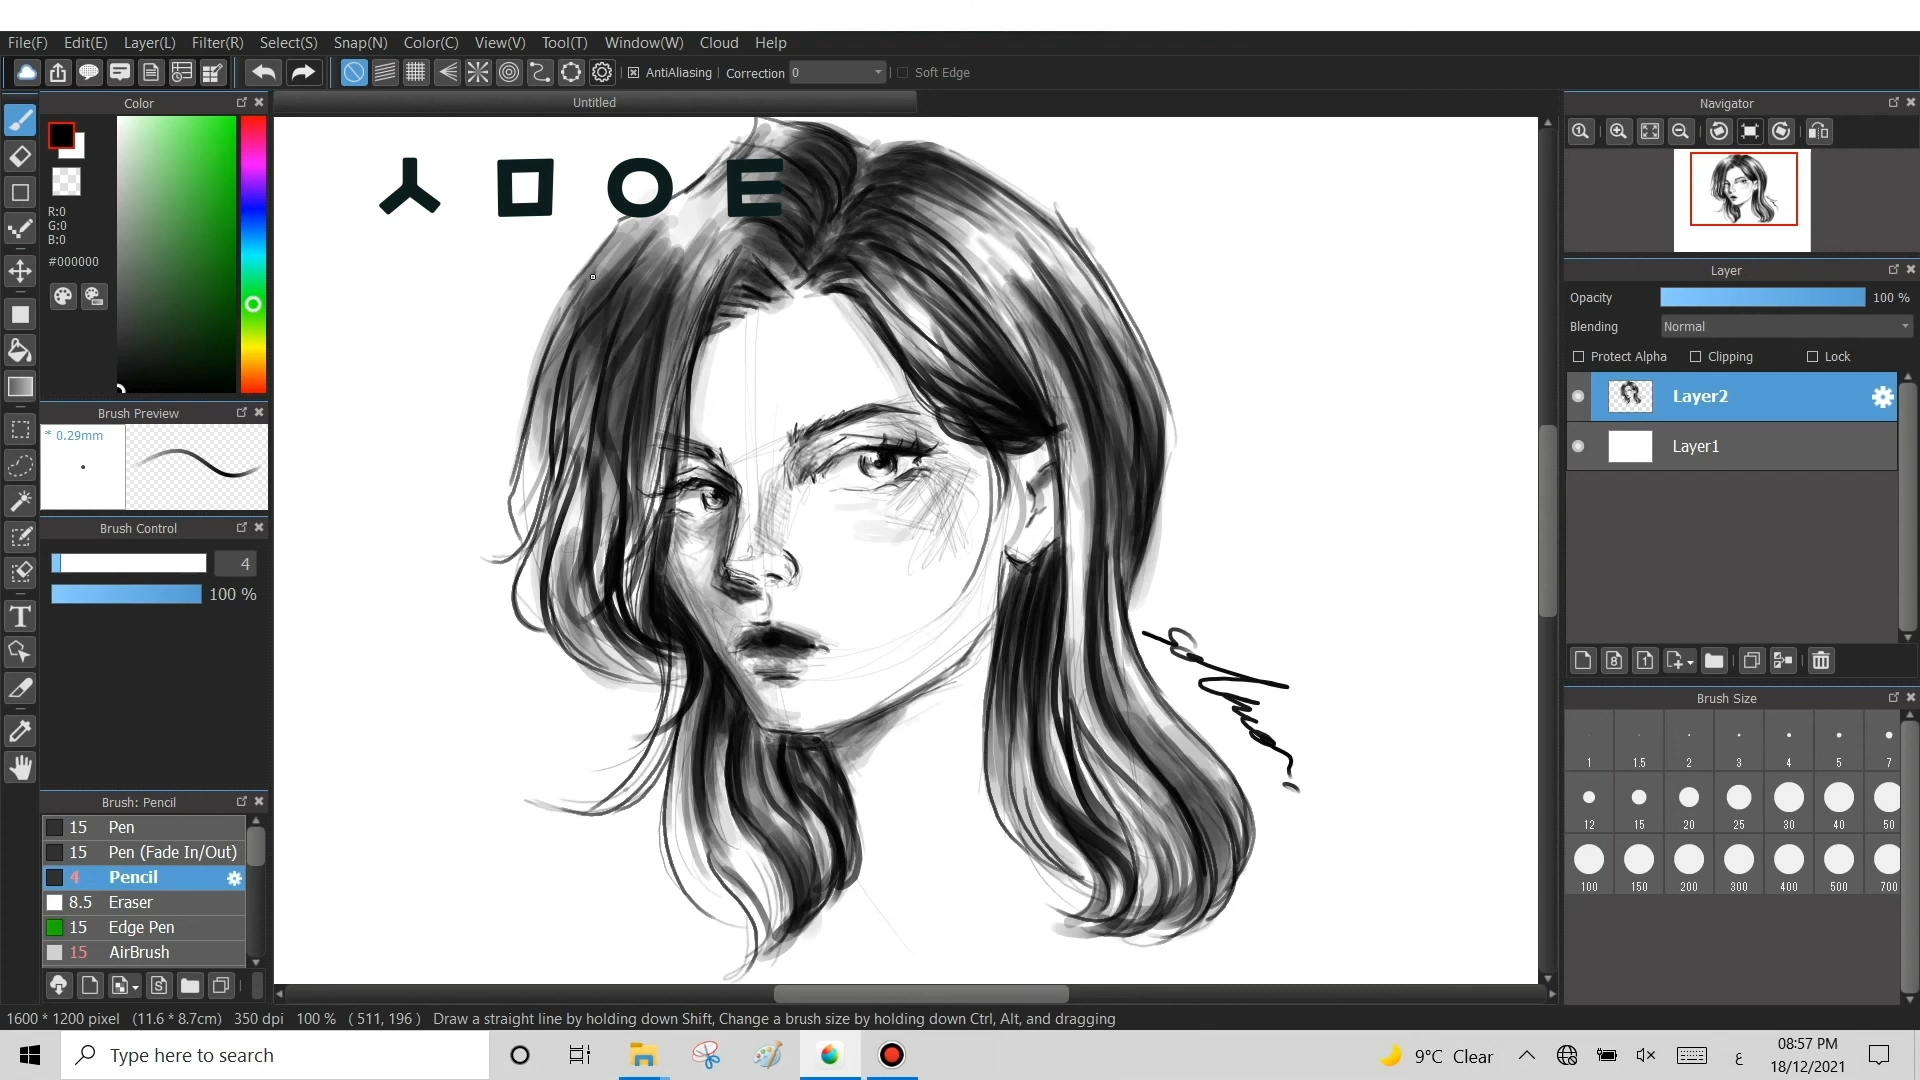 File(F) Edit(E) Layer(L) Filter(R) Select(S) Snap(N) Color(C) View(V) Tool(T) Window(W) Cloud Help
AntiAliasing Correction 0 Soft Edge
Color
Untitled
Navigator
ㅅ ㅁ ㅇ ㅌ
R:0
G:0
B:0
#000000
Layer
Opacity 100 %
Blending Normal
Protect Alpha Clipping Lock
Layer2
Layer1
Brush Preview
* 0.29mm
Brush Control
4
100 %
Brush Size
1 1.5 2 3 4 5 7
12 15 20 25 30 40 50
100 150 200 300 400 500 700
Brush: Pencil
15 Pen
15 Pen (Fade In/Out)
4 Pencil
8.5 Eraser
15 Edge Pen
15 AirBrush
1600 * 1200 pixel (11.6 * 8.7cm) 350 dpi 100 % ( 511, 196 ) Draw a straight line by holding down Shift, Change a brush size by holding down Ctrl, Alt, and dragging
Type here to search
9°C Clear
ع
08:57 PM
18/12/2021